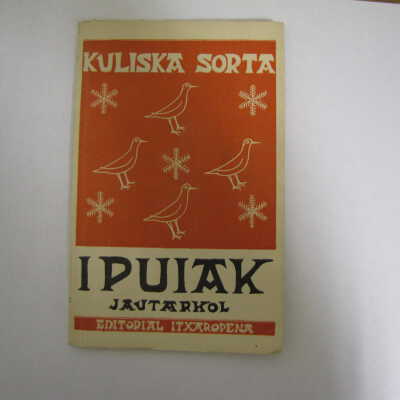 KULISKA SORTA
IPUIAK
JAUTARKOL
EDITORIAL ITXAROPENA